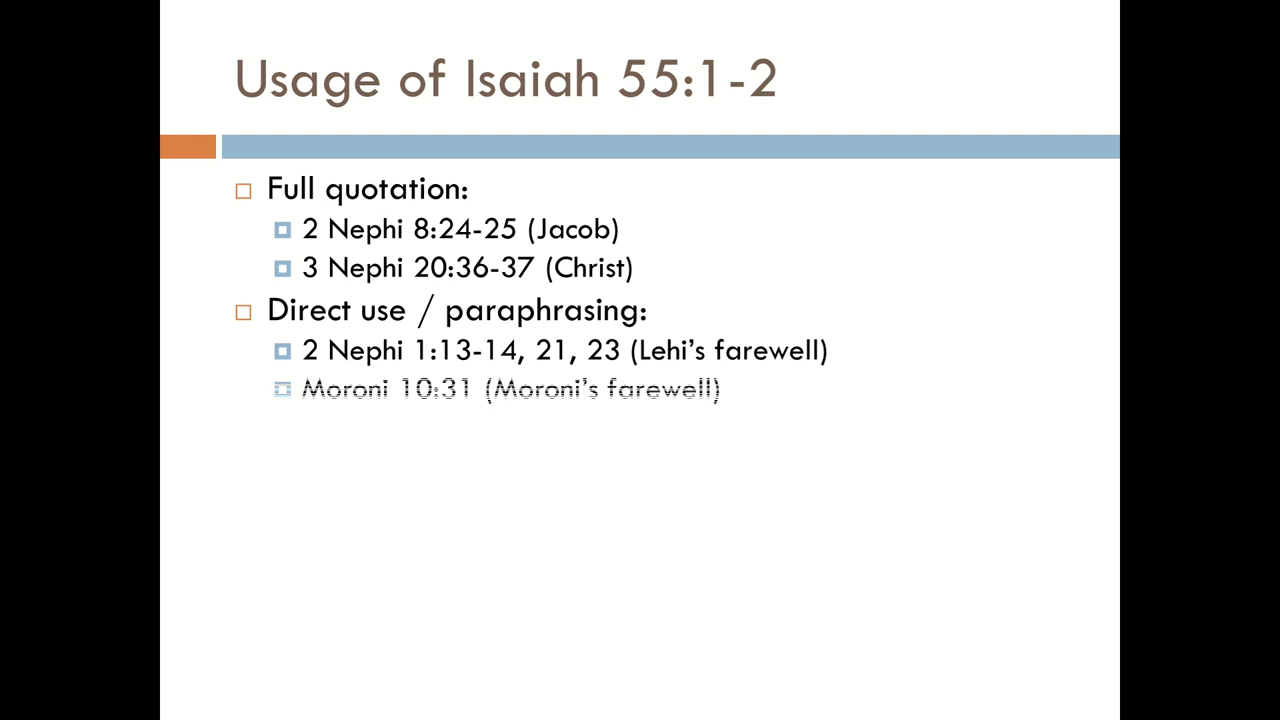 Usage of Isaiah 55:1-2
Full quotation:
2 Nephi 8:24-25 (Jacob)
3 Nephi 20:36-37 (Christ)
Direct use / paraphrasing:
2 Nephi 1:13-14, 21, 23 (Lehi’s farewell)
Moroni 10:31 (Moroni’s farewell)